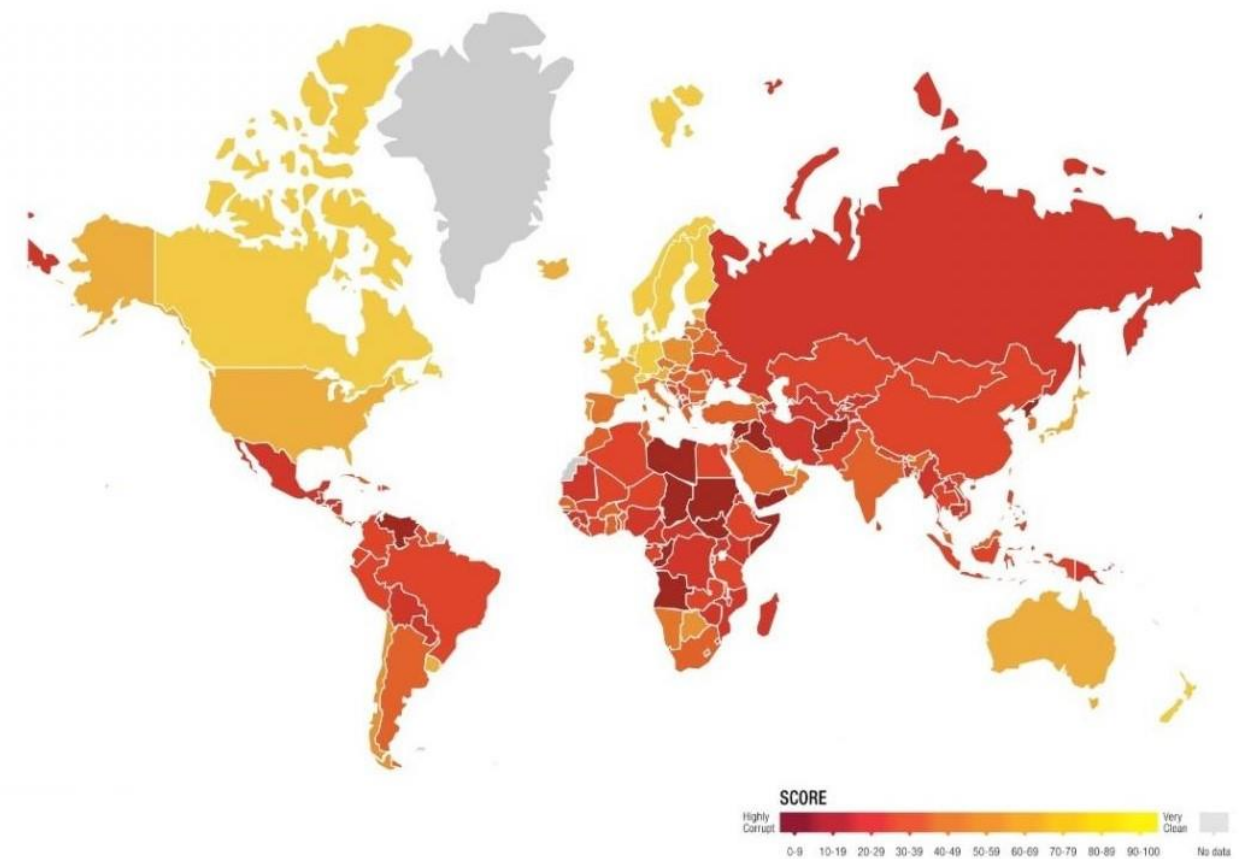 SCORE
Highly
Corrupt
Very
Clean
0-9 10-19 20-29 30-39 40-49 50-59 60-69 70-79 80-89 90-100 No data